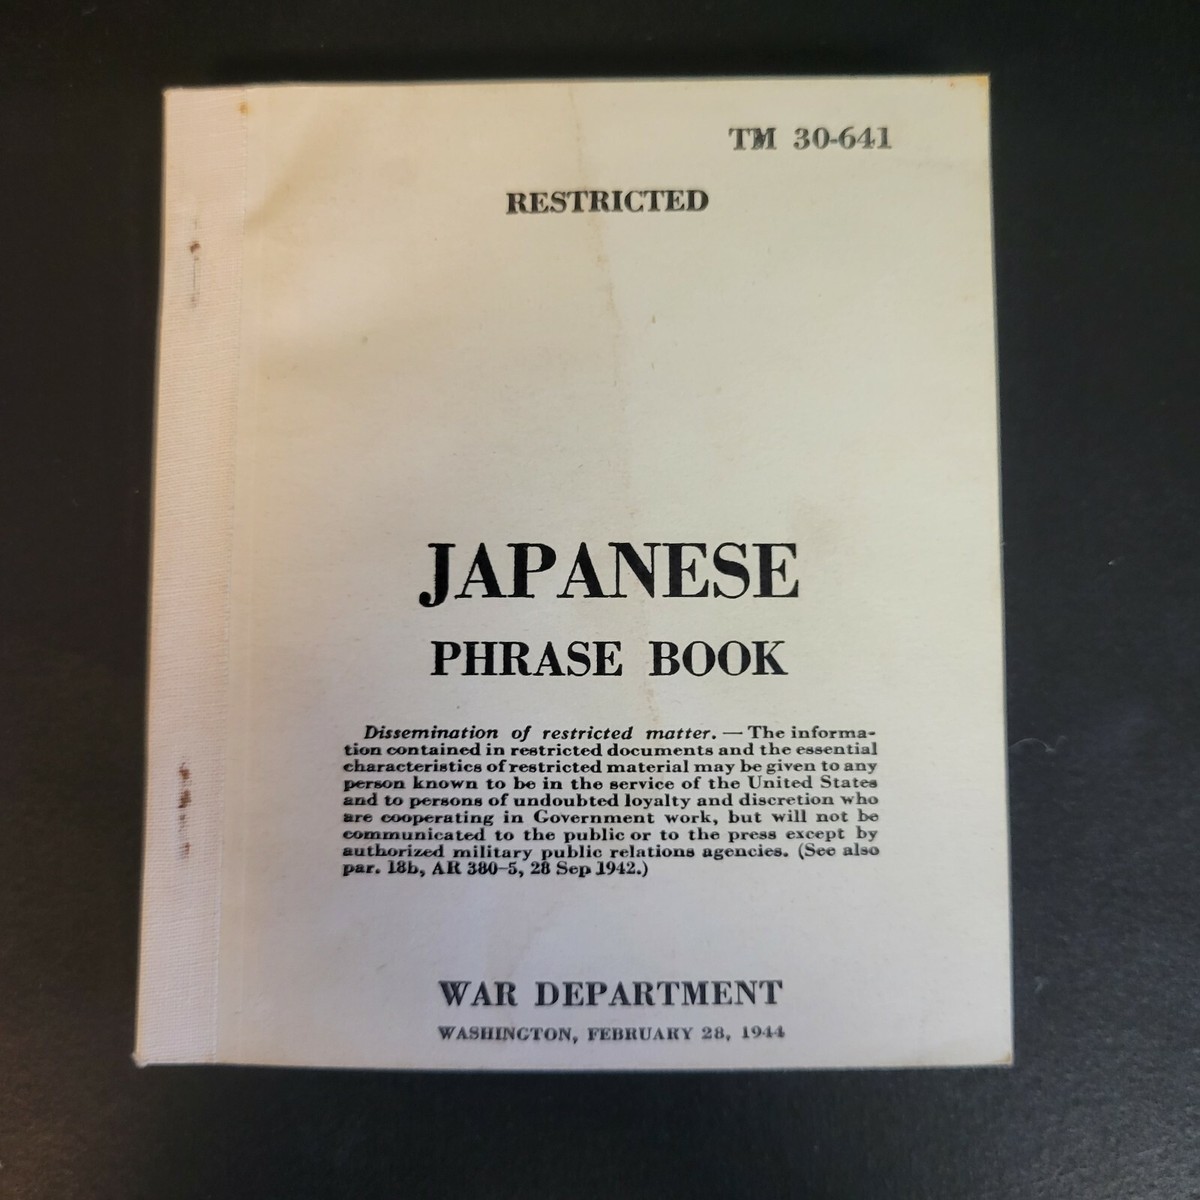 TM 30-641
RESTRICTED
JAPANESE
PHRASE BOOK
Dissemination of restricted matter. — The informa-
tion contained in restricted documents and the essential
characteristics of restricted material may be given to any
person known to be in the service of the United States
and to persons of undoubted loyalty and discretion who
are cooperating in Government work, but will not be
communicated to the public or to the press except by
authorized military public relations agencies. (See also
par. 18b, AR 380-5, 28 Sep 1942.)
WAR DEPARTMENT
WASHINGTON, FEBRUARY 28, 1944